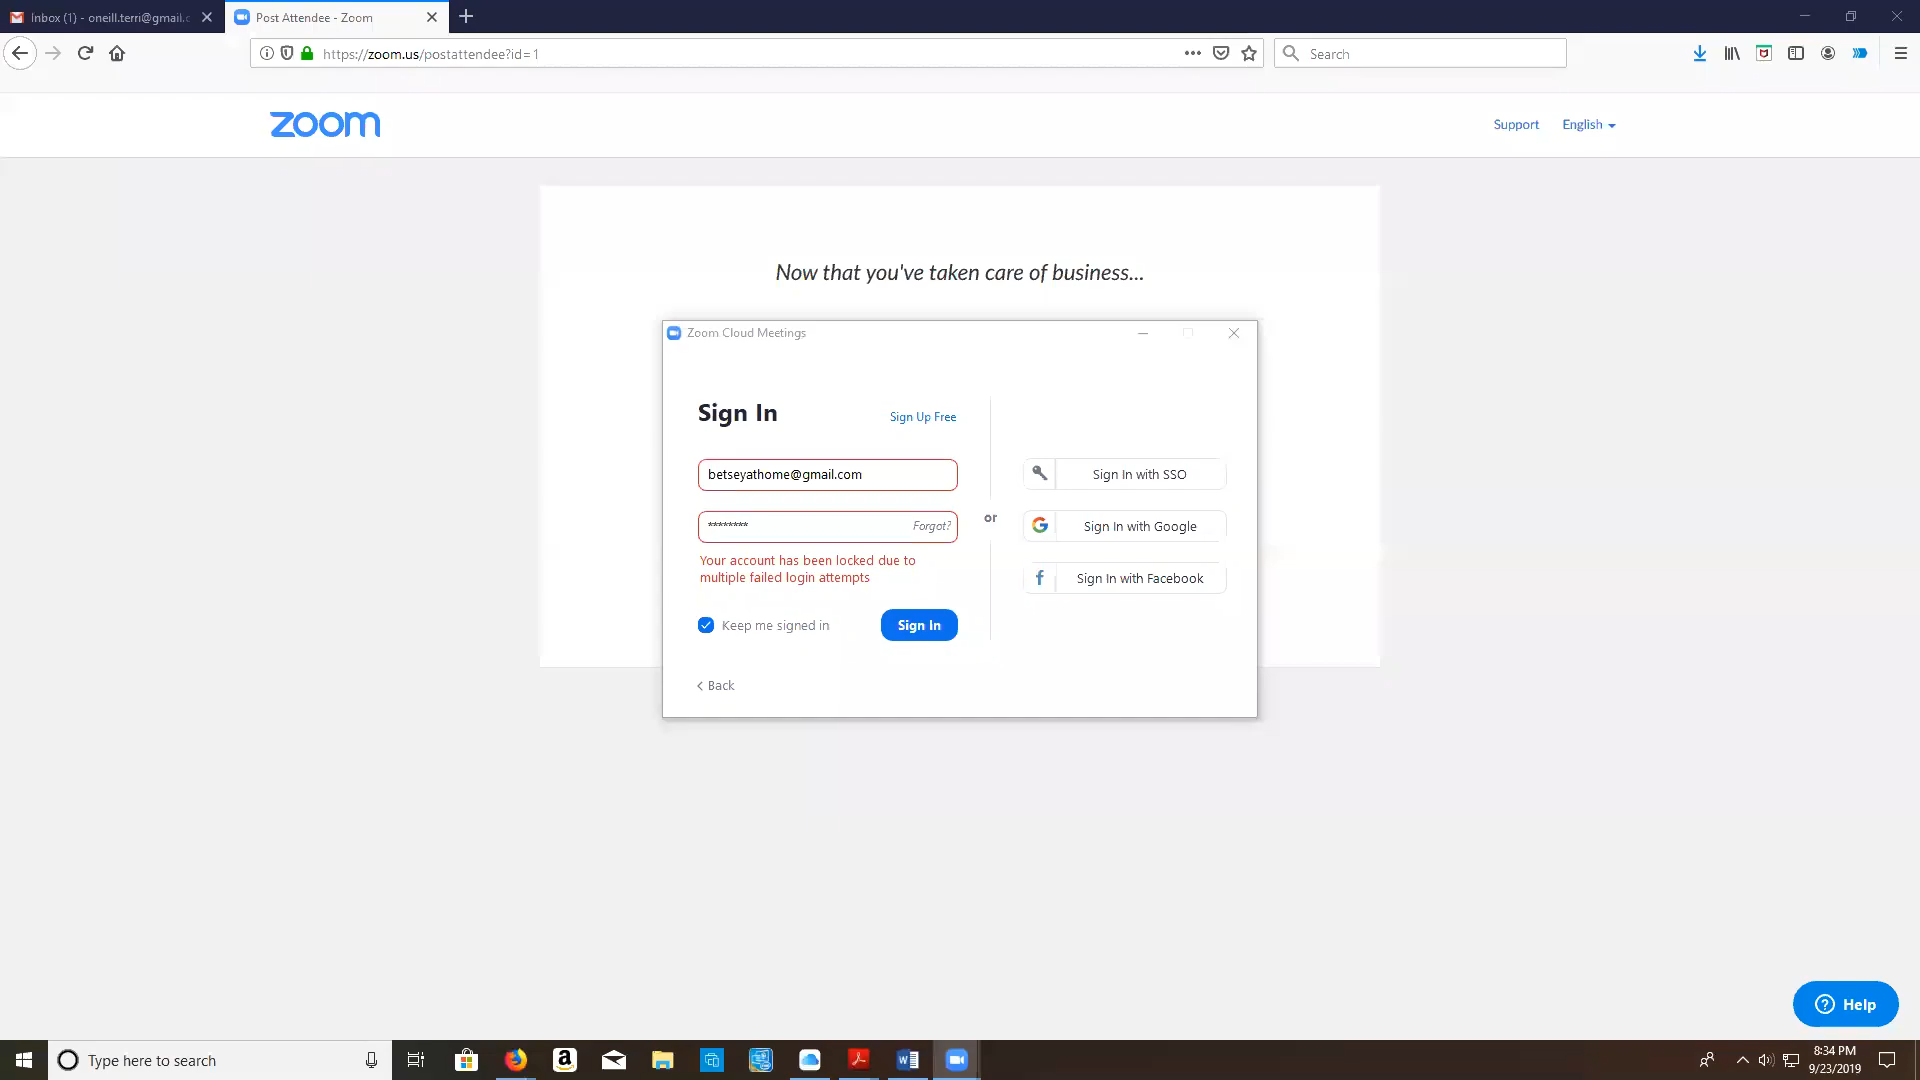 Inbox (1) - oneill.terri@gmail.c
Post Attendee - Zoom
https://zoom.us/postattendee?id=1
Search
zoom
Support
English
Now that you've taken care of business...
Zoom Cloud Meetings
Sign In
Sign Up Free
betseyathome@gmail.com
******** Forgot?
Your account has been locked due to
multiple failed login attempts
Keep me signed in
Sign In
or
Sign In with SSO
Sign In with Google
Sign In with Facebook
< Back
Help
Type here to search
8:34 PM
9/23/2019